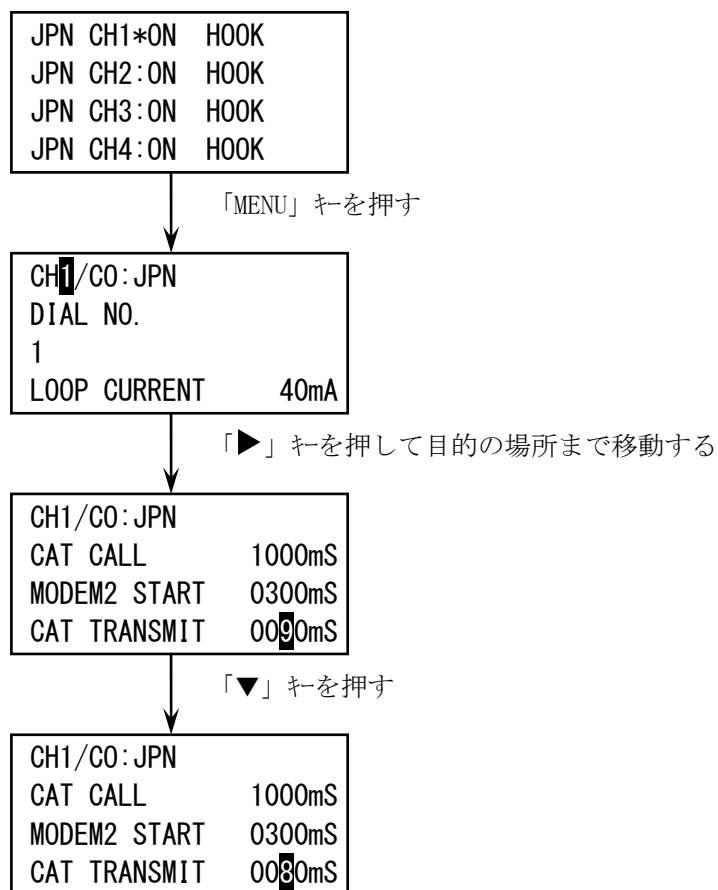 JPN CH1*ON HOOK
JPN CH2:ON HOOK
JPN CH3:ON HOOK
JPN CH4:ON HOOK
「MENU」キーを押す
CH1/CO:JPN
DIAL NO.
1
LOOP CURRENT 40mA
「▶」キーを押して目的の場所まで移動する
CH1/CO:JPN
CAT CALL 1000mS
MODEM2 START 0300mS
CAT TRANSMIT 0090mS
「▼」キーを押す
CH1/CO:JPN
CAT CALL 1000mS
MODEM2 START 0300mS
CAT TRANSMIT 0080mS